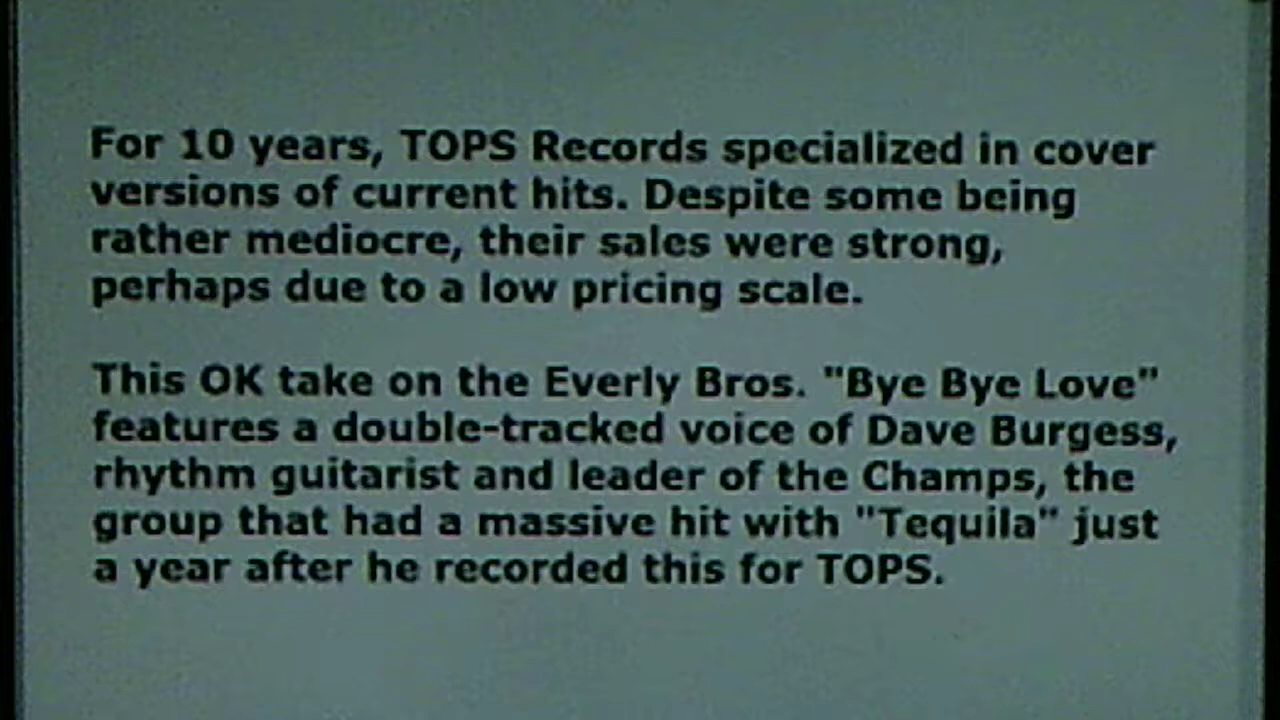 For 10 years, TOPS Records specialized in cover
versions of current hits. Despite some being
rather mediocre, their sales were strong,
perhaps due to a low pricing scale.
This OK take on the Everly Bros. "Bye Bye Love"
features a double-tracked voice of Dave Burgess,
rhythm guitarist and leader of the Champs, the
group that had a massive hit with "Tequila" just
a year after he recorded this for TOPS.